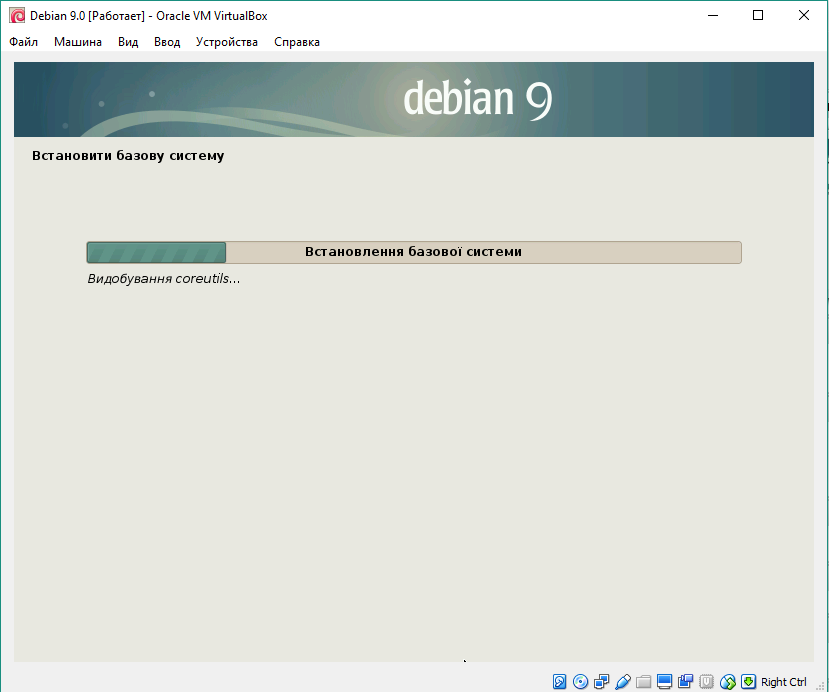 Debian 9.0 [Работает] - Oracle VM VirtualBox
Файл Машина Вид Ввод Устройства Справка
debian 9
Встановити базову систему
Встановлення базової системи
Видобування coreutils...
Right Ctrl